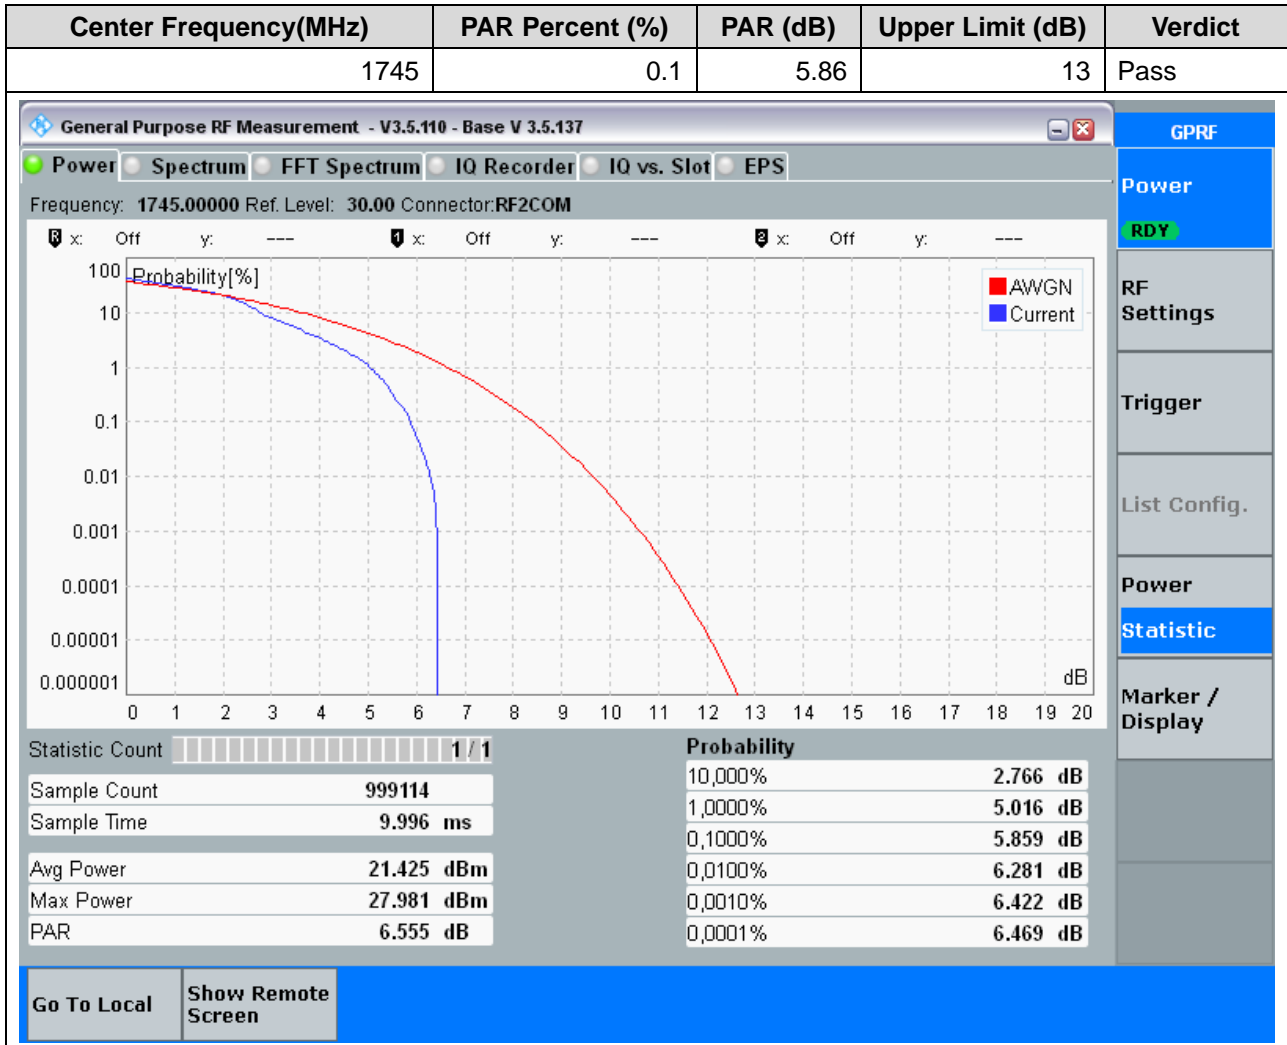 Center Frequency(MHz) PAR Percent (%) PAR (dB) Upper Limit (dB) Verdict
1745 0.1 5.86 13 Pass
General Purpose RF Measurement - V3.5.110 - Base V 3.5.137
GPRF
Power Spectrum FFT Spectrum IQ Recorder IQ vs. Slot EPS
Frequency: 1745.00000 Ref. Level: 30.00 Connector:RF2COM
R x: Off y: --- 1 x: Off y: --- 2 x: Off y: ---
Probability[%]
AWGN
Current
100
10
1
0.1
0.01
0.001
0.0001
0.00001
0.000001
dB
0 1 2 3 4 5 6 7 8 9 10 11 12 13 14 15 16 17 18 19 20
Statistic Count 1 / 1
Sample Count 999114
Sample Time 9.996 ms
Avg Power 21.425 dBm
Max Power 27.981 dBm
PAR 6.555 dB
Probability
10,000% 2.766 dB
1,0000% 5.016 dB
0,1000% 5.859 dB
0,0100% 6.281 dB
0,0010% 6.422 dB
0,0001% 6.469 dB
Power
RDY
RF
Settings
Trigger
List Config.
Power
Statistic
Marker /
Display
Go To Local
Show Remote
Screen